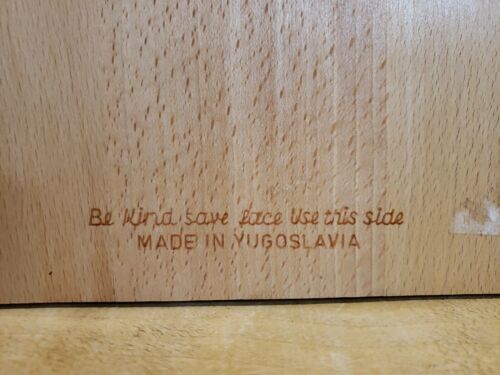 Be Kind save face Use this side
MADE IN YUGOSLAVIA